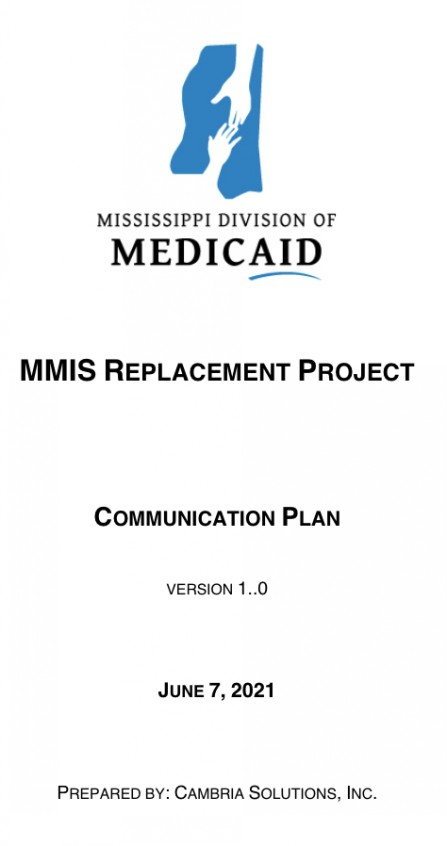 MISSISSIPPI DIVISION OF
MEDICAID
MMIS REPLACEMENT PROJECT
COMMUNICATION PLAN
VERSION 1..0
JUNE 7, 2021
PREPARED BY: CAMBRIA SOLUTIONS, INC.